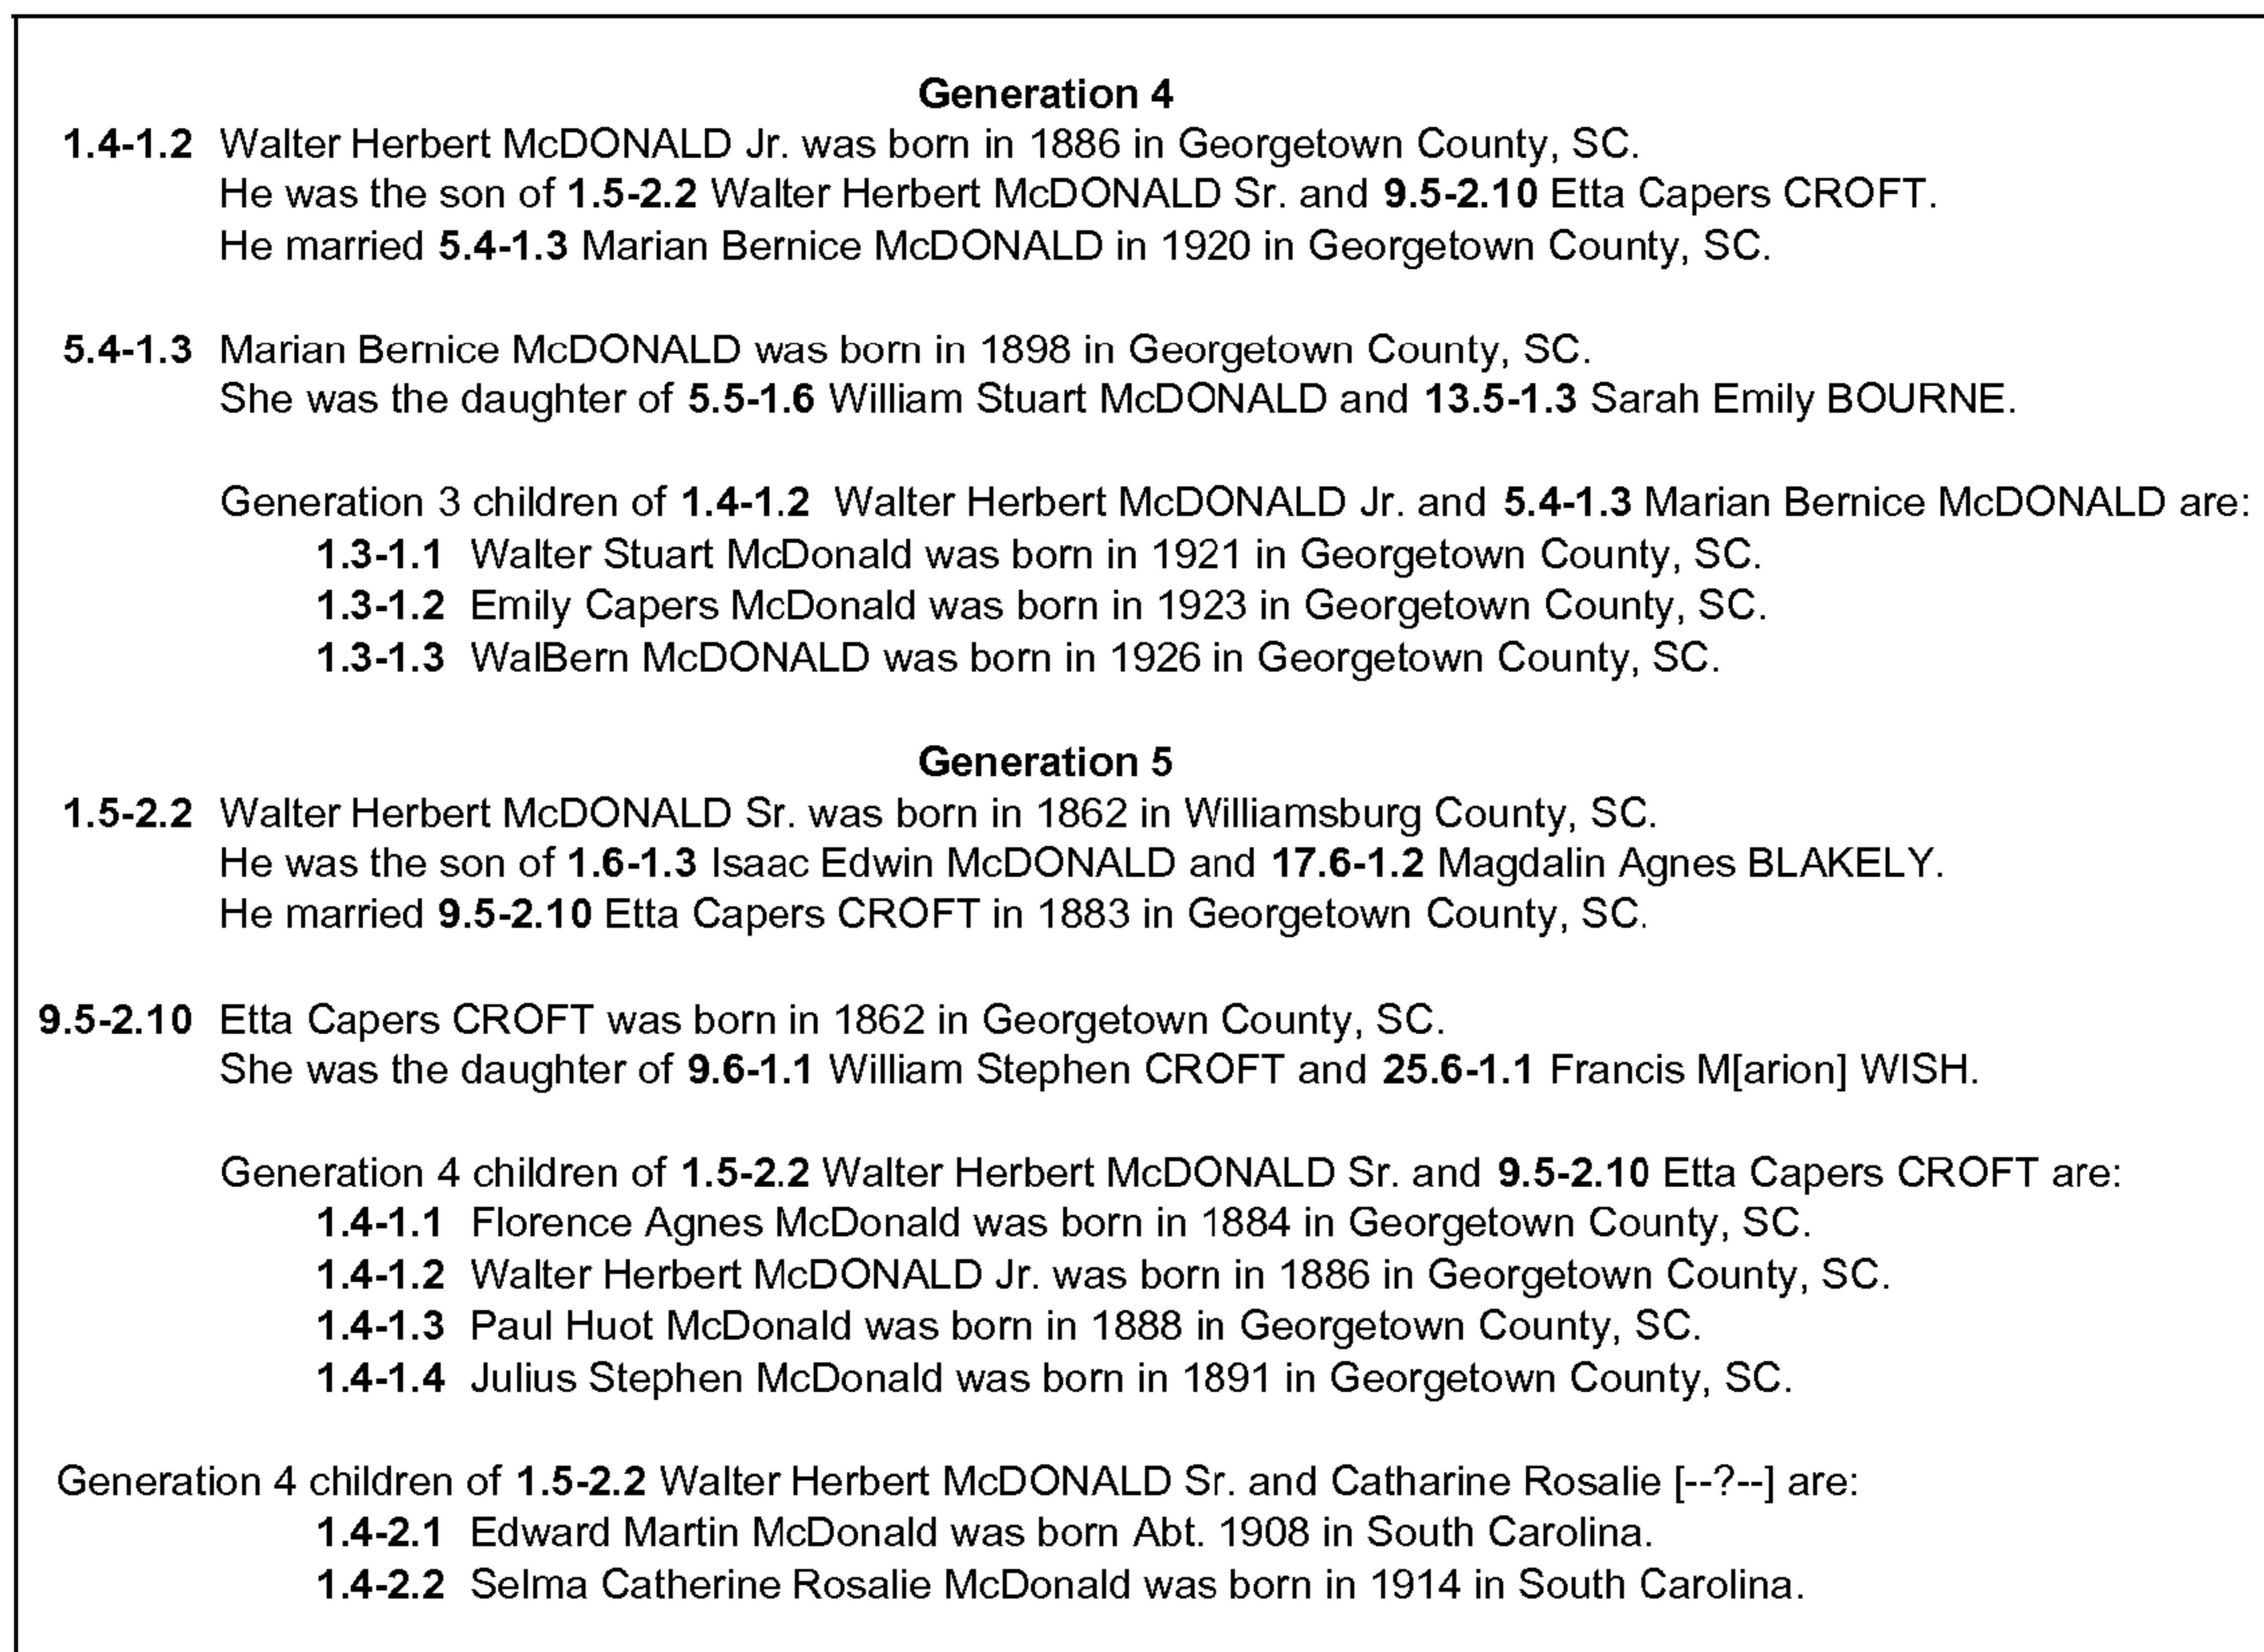 Generation 4
1.4-1.2 Walter Herbert McDONALD Jr. was born in 1886 in Georgetown County, SC.
He was the son of 1.5-2.2 Walter Herbert McDONALD Sr. and 9.5-2.10 Etta Capers CROFT.
He married 5.4-1.3 Marian Bernice McDONALD in 1920 in Georgetown County, SC.
5.4-1.3 Marian Bernice McDONALD was born in 1898 in Georgetown County, SC.
She was the daughter of 5.5-1.6 William Stuart McDONALD and 13.5-1.3 Sarah Emily BOURNE.
Generation 3 children of 1.4-1.2 Walter Herbert McDONALD Jr. and 5.4-1.3 Marian Bernice McDONALD are:
1.3-1.1 Walter Stuart McDonald was born in 1921 in Georgetown County, SC.
1.3-1.2 Emily Capers McDonald was born in 1923 in Georgetown County, SC.
1.3-1.3 WalBern McDONALD was born in 1926 in Georgetown County, SC.
Generation 5
1.5-2.2 Walter Herbert McDONALD Sr. was born in 1862 in Williamsburg County, SC.
He was the son of 1.6-1.3 Isaac Edwin McDONALD and 17.6-1.2 Magdalin Agnes BLAKELY.
He married 9.5-2.10 Etta Capers CROFT in 1883 in Georgetown County, SC.
9.5-2.10 Etta Capers CROFT was born in 1862 in Georgetown County, SC.
She was the daughter of 9.6-1.1 William Stephen CROFT and 25.6-1.1 Francis M[arion] WISH.
Generation 4 children of 1.5-2.2 Walter Herbert McDONALD Sr. and 9.5-2.10 Etta Capers CROFT are:
1.4-1.1 Florence Agnes McDonald was born in 1884 in Georgetown County, SC.
1.4-1.2 Walter Herbert McDONALD Jr. was born in 1886 in Georgetown County, SC.
1.4-1.3 Paul Huot McDonald was born in 1888 in Georgetown County, SC.
1.4-1.4 Julius Stephen McDonald was born in 1891 in Georgetown County, SC.
Generation 4 children of 1.5-2.2 Walter Herbert McDONALD Sr. and Catharine Rosalie [--?--] are:
1.4-2.1 Edward Martin McDonald was born Abt. 1908 in South Carolina.
1.4-2.2 Selma Catherine Rosalie McDonald was born in 1914 in South Carolina.